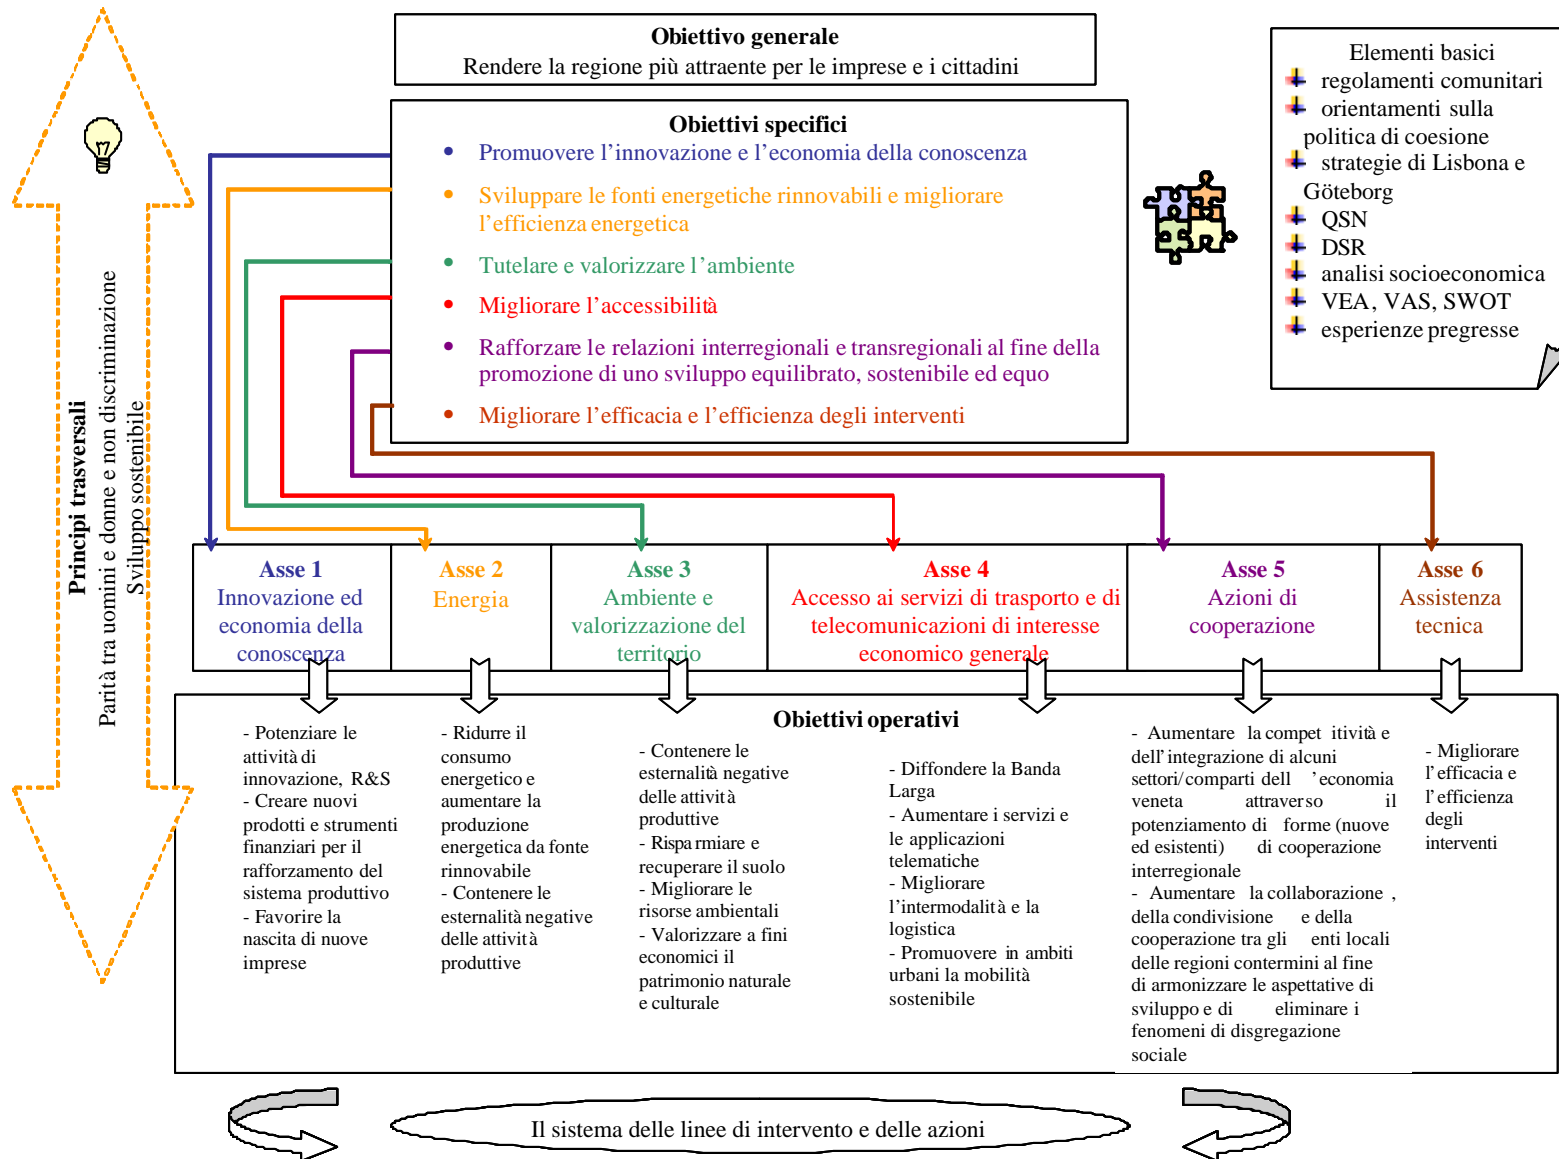 Obiettivo generale
Rendere la regione più attraente per le imprese e i cittadini
Elementi basici
regolamenti comunitari
orientamenti sulla
politica di coesione
strategie di Lisbona e
Göteborg
QSN
DSR
analisi socioeconomica
VEA, VAS, SWOT
esperienze pregresse
Obiettivi specifici
• Promuovere l'innovazione e l'economia della conoscenza
• Sviluppare le fonti energetiche rinnovabili e migliorare
l'efficienza energetica
• Tutelare e valorizzare l'ambiente
• Migliorare l'accessibilità
• Rafforzare le relazioni interregionali e transregionali al fine della
promozione di uno sviluppo equilibrato, sostenibile ed equo
• Migliorare l'efficacia e l'efficienza degli interventi
Principi trasversali
Parità tra uomini e donne e non discriminazione
Sviluppo sostenibile
Asse 1
Innovazione ed
economia della
conoscenza
Asse 2
Energia
Asse 3
Ambiente e
valorizzazione del
territorio
Asse 4
Accesso ai servizi di trasporto e di
telecomunicazioni di interesse
economico generale
Asse 5
Azioni di
cooperazione
Asse 6
Assistenza
tecnica
Obiettivi operativi
- Potenziare le
attività di
innovazione, R&S
- Creare nuovi
prodotti e strumenti
finanziari per il
rafforzamento del
sistema produttivo
- Favorire la
nascita di nuove
imprese
- Ridurre il
consumo
energetico e
aumentare la
produzione
energetica da fonte
rinnovabile
- Contenere le
esternalità negative
delle attività
produttive
- Contenere le
esternalità negative
delle attività
produttive
- Rispa rmiare e
recuperare il suolo
- Migliorare le
risorse ambientali
- Valorizzare a fini
economici il
patrimonio naturale
e culturale
- Diffondere la Banda
Larga
- Aumentare i servizi e
le applicazioni
telematiche
- Migliorare
l'intermodalità e la
logistica
- Promuovere in ambiti
urbani la mobilità
sostenibile
- Aumentare la compet itività e
dell'integrazione di alcuni
settori/comparti dell 'economia
veneta attraverso il
potenziamento di forme (nuove
ed esistenti) di cooperazione
interregionale
- Aumentare la collaborazione ,
della condivisione e della
cooperazione tra gli enti locali
delle regioni contermini al fine
di armonizzare le aspettative di
sviluppo e di eliminare i
fenomeni di disgregazione
sociale
- Migliorare
l'efficacia e
l'efficienza
degli
interventi
Il sistema delle linee di intervento e delle azioni